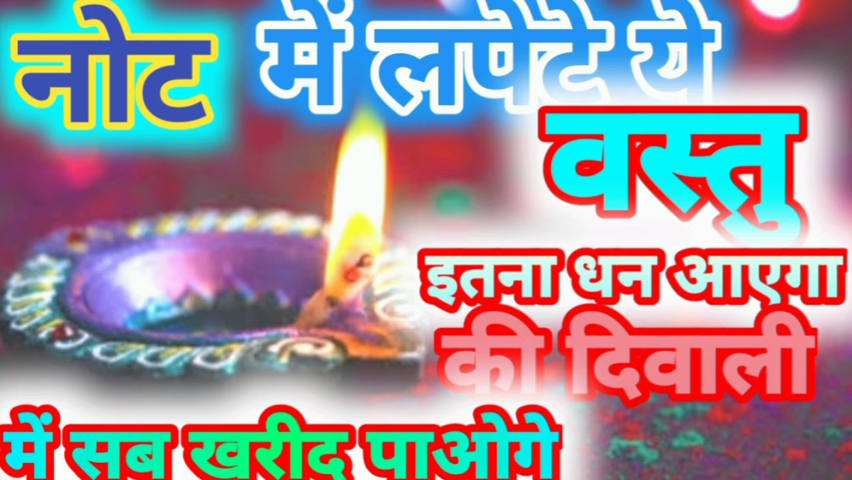 नोट में लपेटे ये
वस्तु
इतना धन आएगा
की दिवाली
में सब खरीद पाओगे